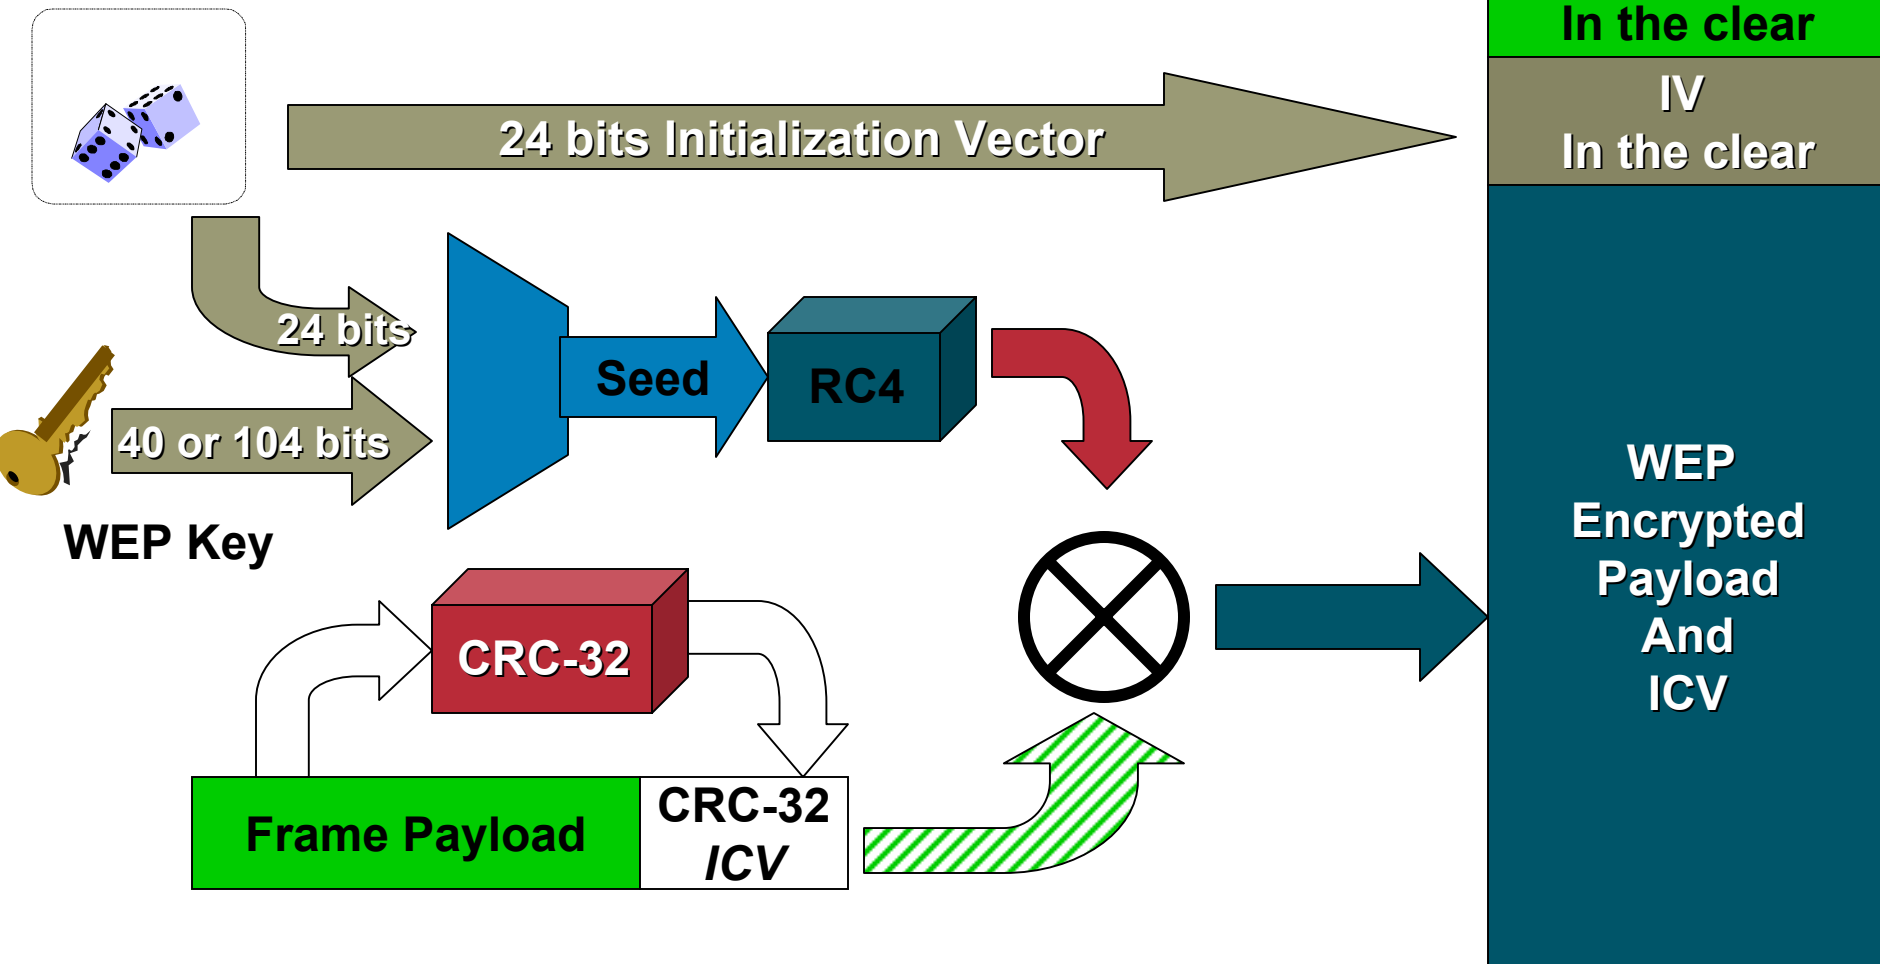 In the clear
IV
In the clear
24 bits Initialization Vector
24 bits
Seed
RC4
40 or 104 bits
WEP Key
CRC-32
Frame Payload
CRC-32
ICV
WEP
Encrypted
Payload
And
ICV